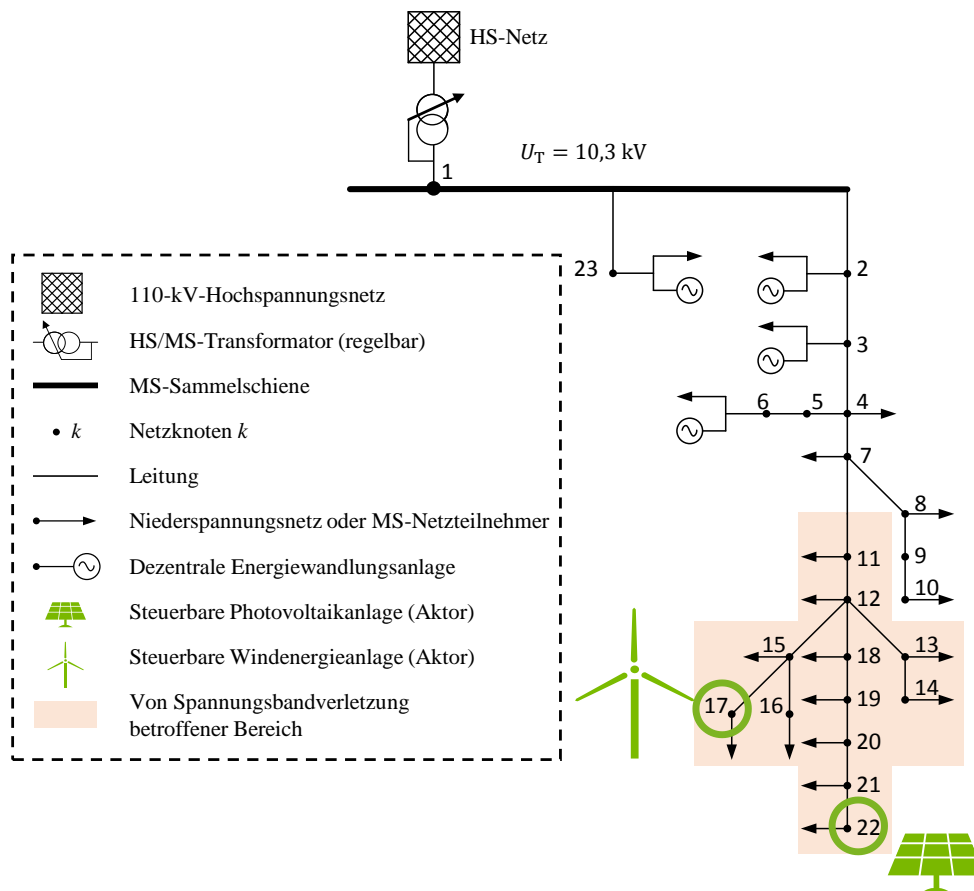 HS-Netz
U_T = 10,3 kV
1
23
2
3
6
5
4
7
8
9
10
11
12
13
14
15
16
17
18
19
20
21
22
110-kV-Hochspannungsnetz
HS/MS-Transformator (regelbar)
MS-Sammelschiene
k
Netzknoten k
Leitung
Niederspannungsnetz oder MS-Netzteilnehmer
Dezentrale Energiewandlungsanlage
Steuerbare Photovoltaikanlage (Aktor)
Steuerbare Windenergieanlage (Aktor)
Von Spannungsbandverletzung
betroffener Bereich